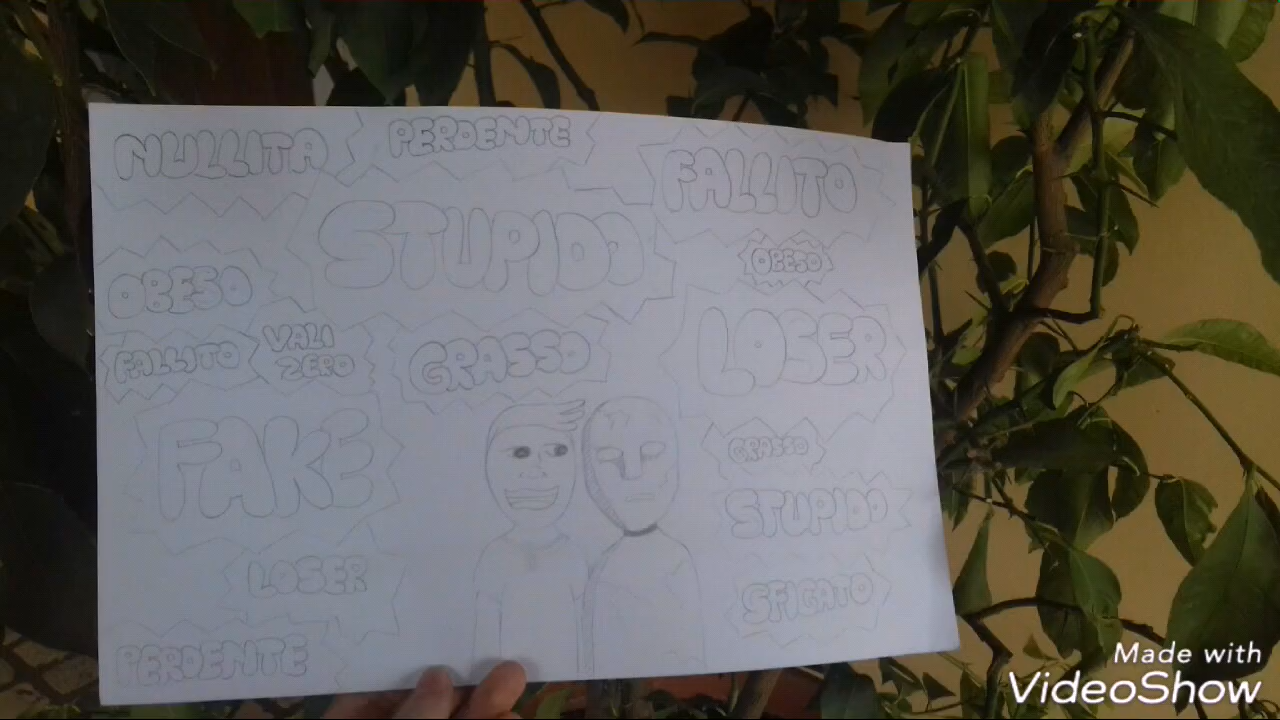 NULLITA
PERDENTE
FALLITO
STUPIDO
OBESO
OBESO
FALLITO
VALI
ZERO
GRASSO
LOSER
FAKE
GRASSO
STUPIDO
LOSER
SFIGATO
PERDENTE
Made with
VideoShow